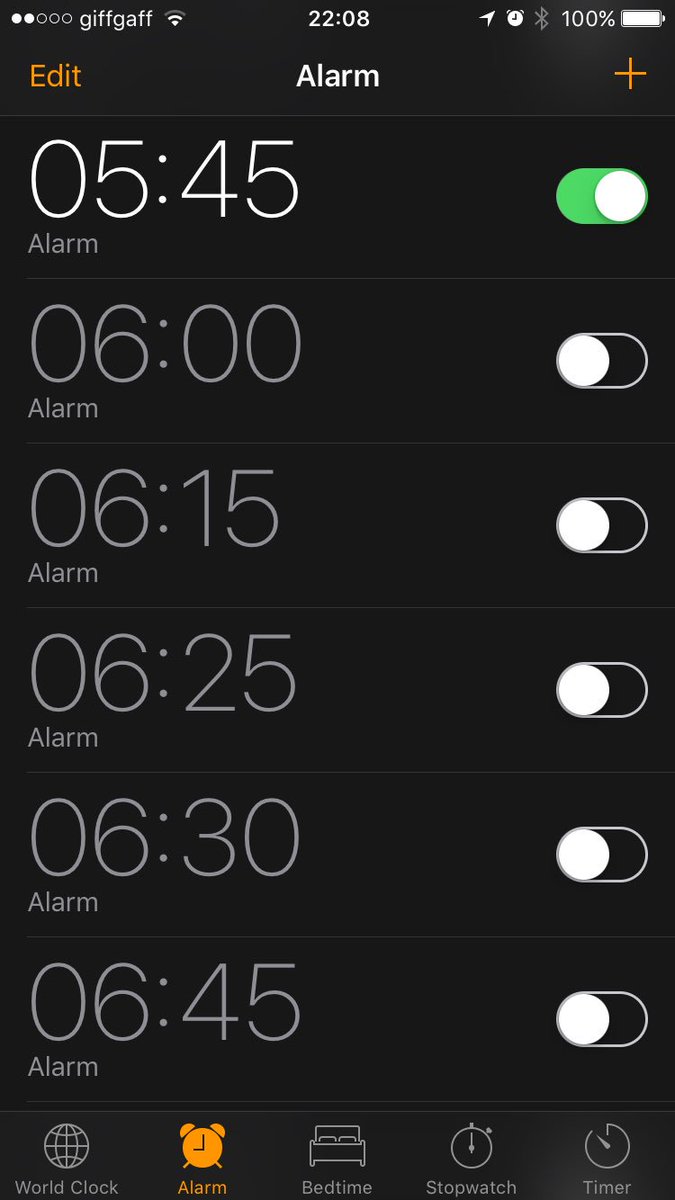 giffgaff 22:08 100%
Edit Alarm +
05:45
Alarm
06:00
Alarm
06:15
Alarm
06:25
Alarm
06:30
Alarm
06:45
Alarm
World Clock Alarm Bedtime Stopwatch Timer